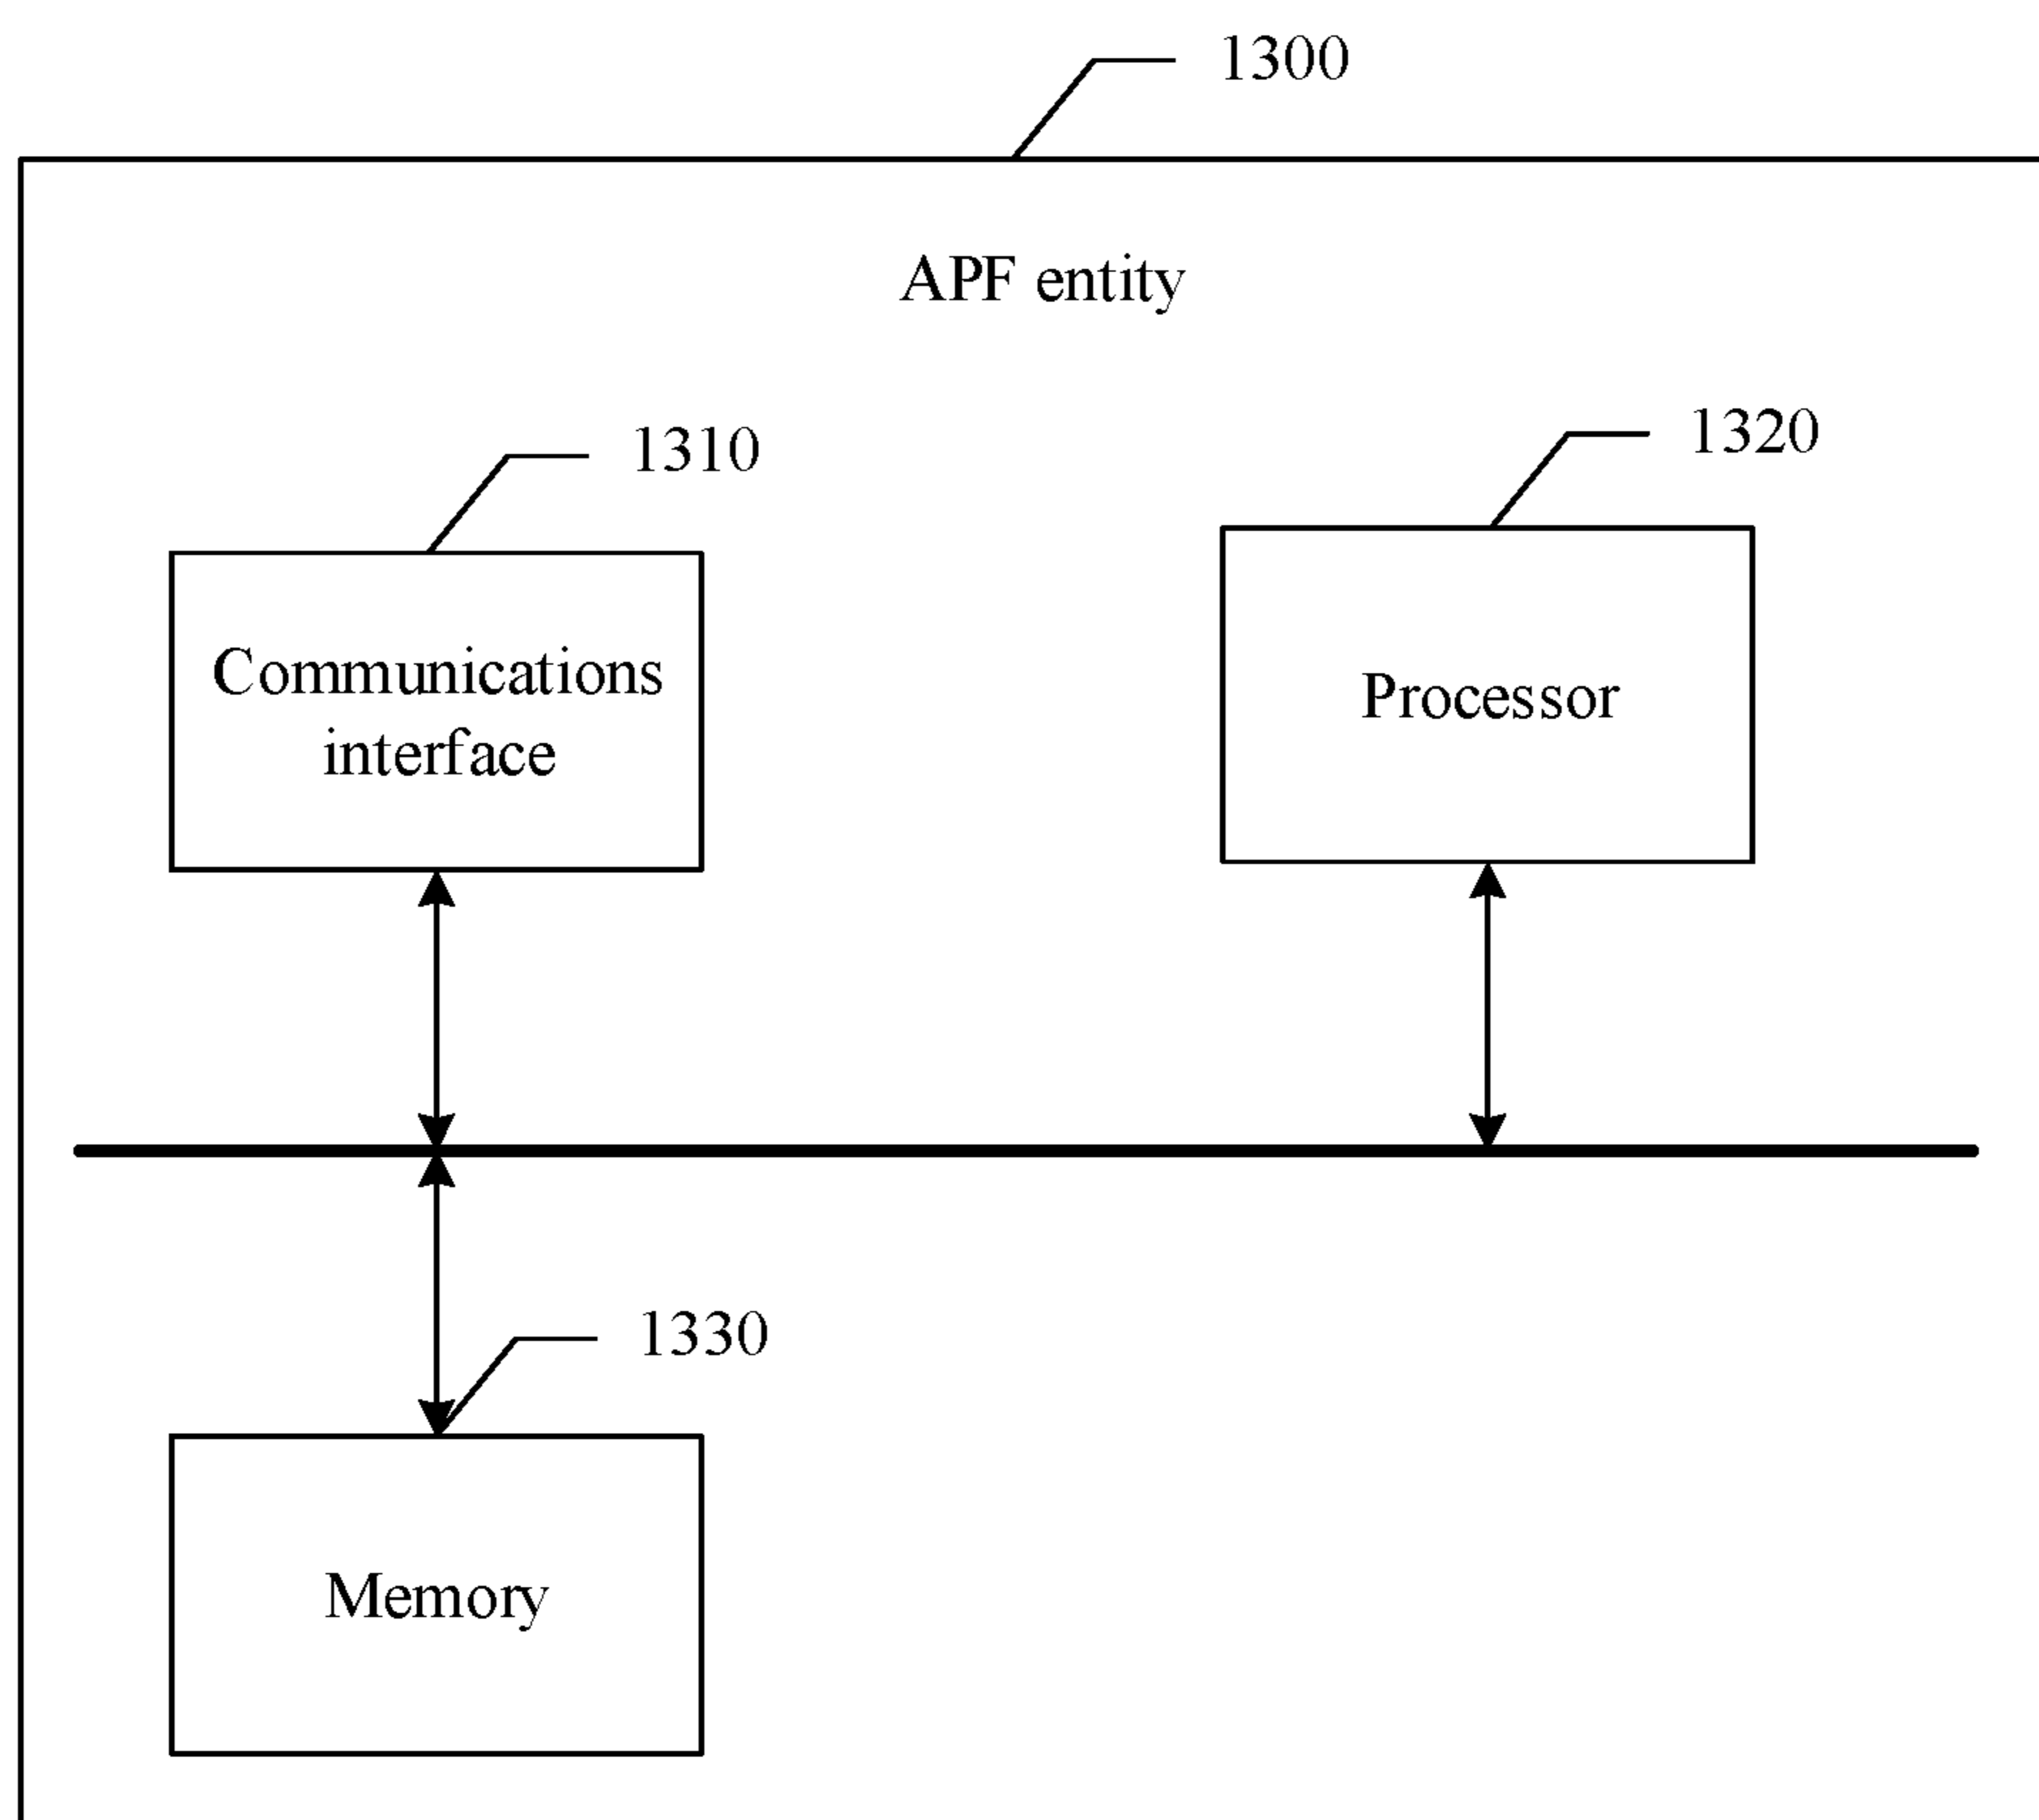 1300
APF entity
1310
1320
Communications
interface
Processor
1330
Memory